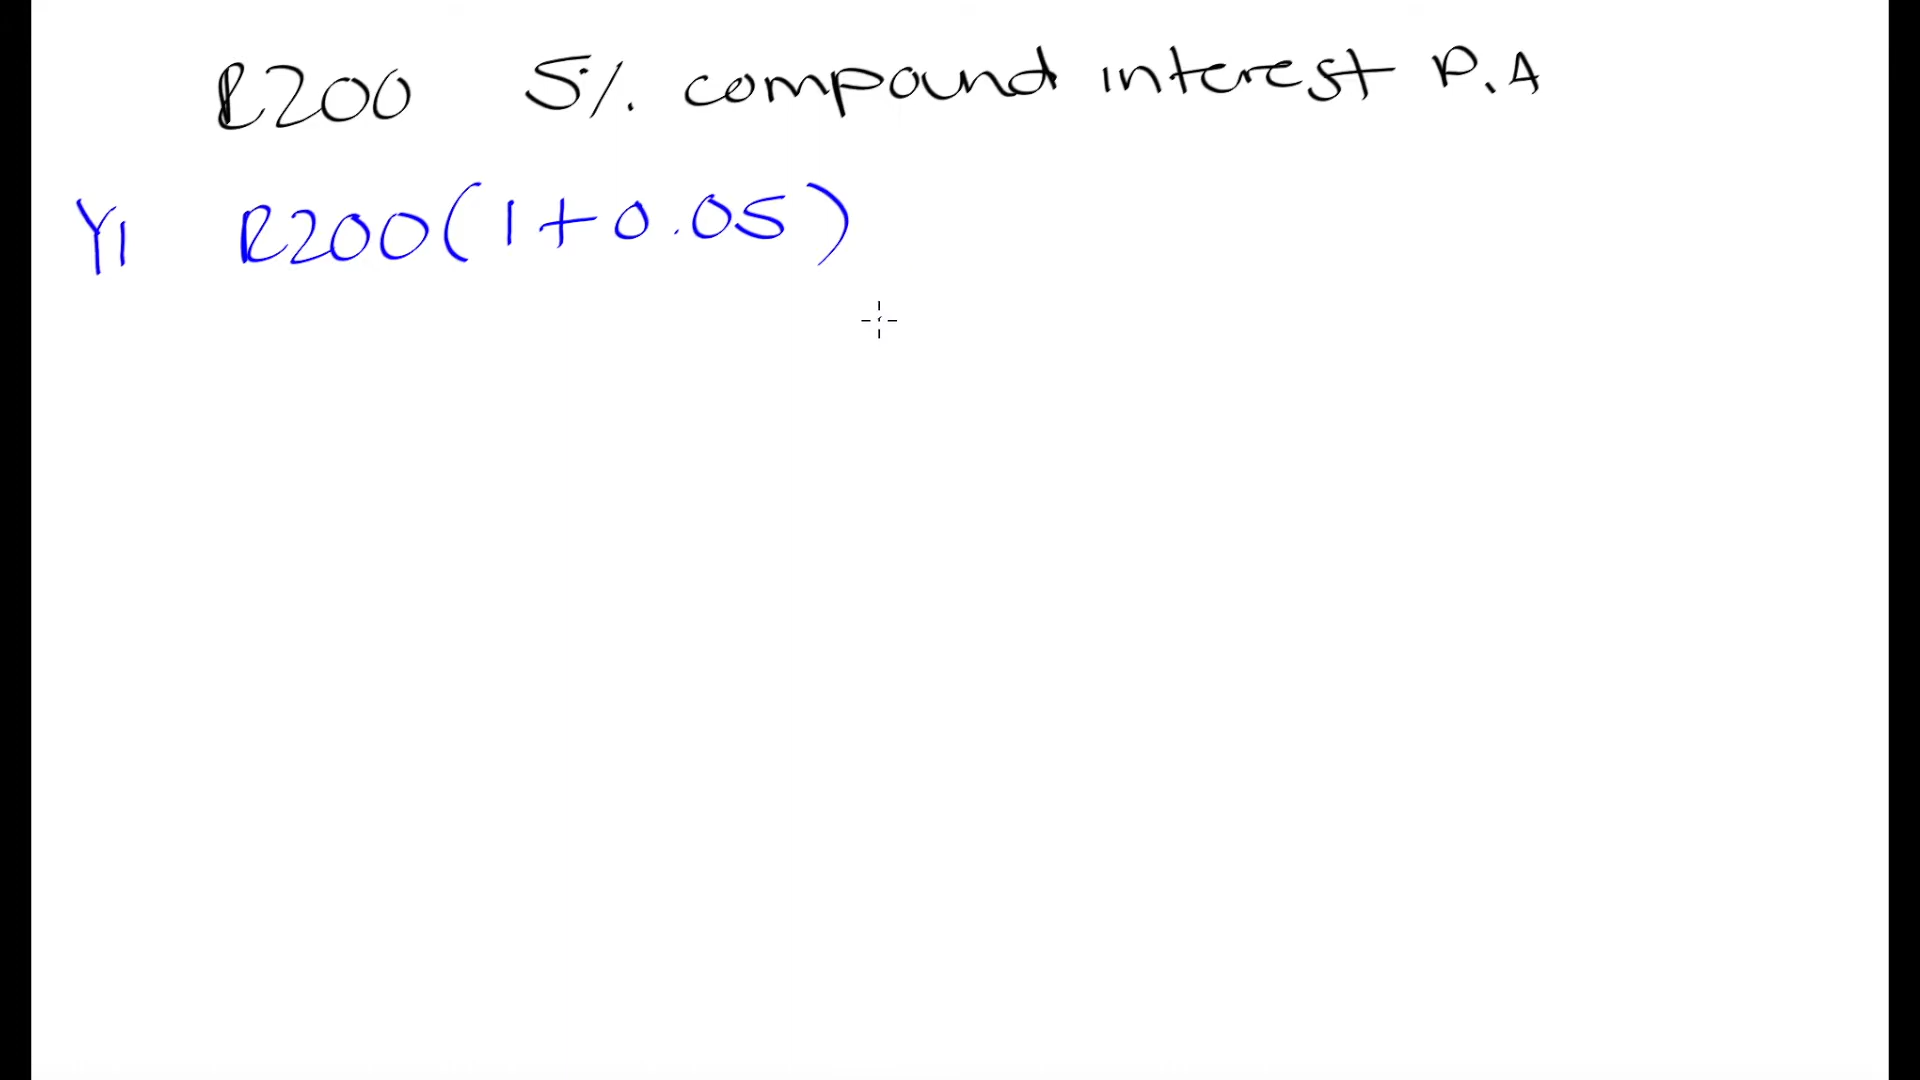 R200 5% compound interest P.A
Y1 R200(1+0.05)